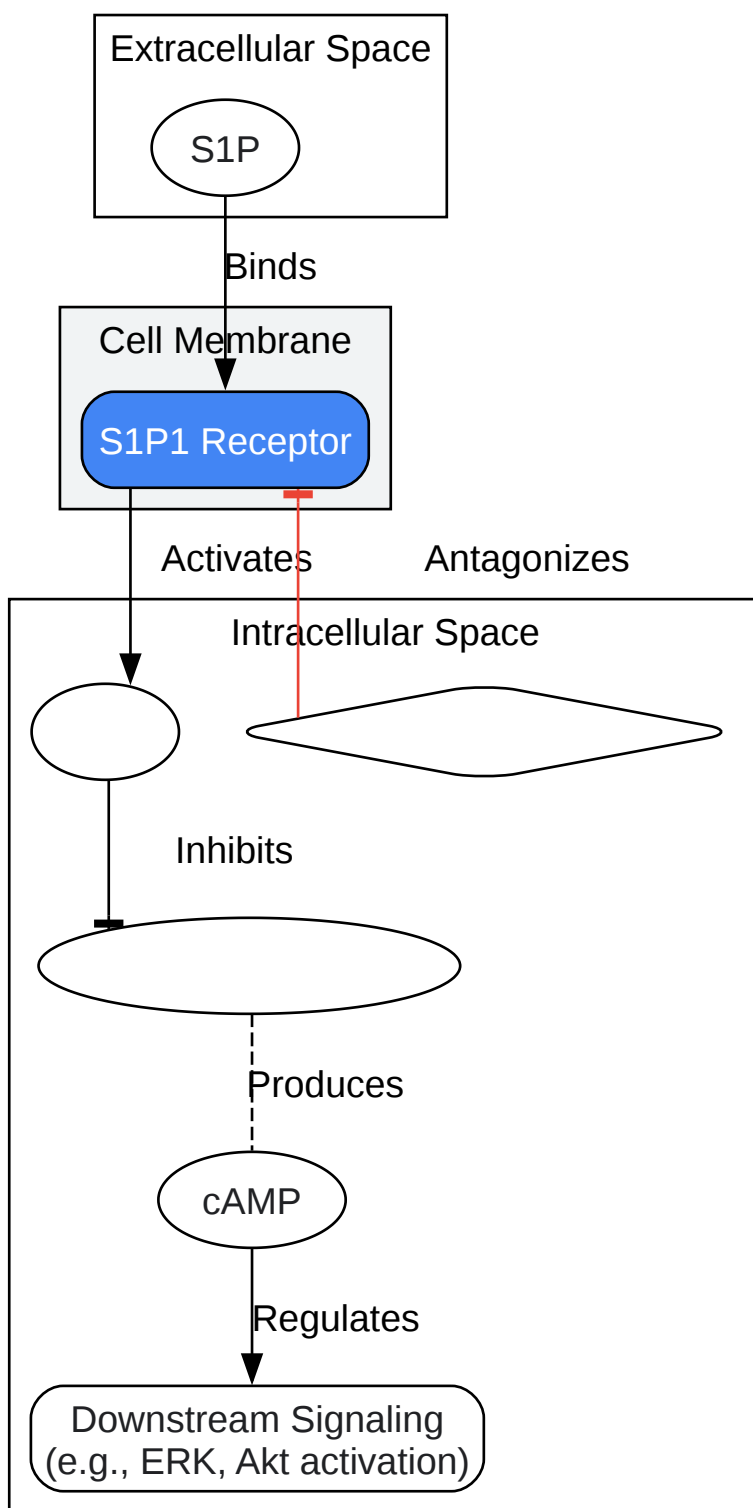 Extracellular Space
S1P
Binds
Cell Membrane
S1P1 Receptor
Activates
Antagonizes
Intracellular Space
Inhibits
Produces
cAMP
Regulates
Downstream Signaling
(e.g., ERK, Akt activation)